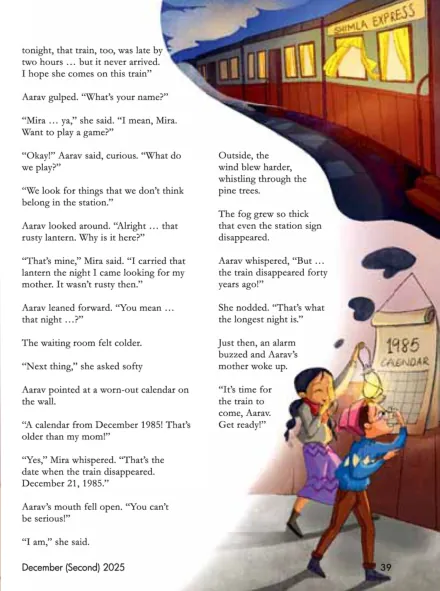 SHIMLA EXPRESS
tonight, that train, too, was late by
two hours … but it never arrived.
I hope she comes on this train”
Aarav gulped. “What’s your name?”
“Mira … ya,” she said. “I mean, Mira.
Want to play a game?”
“Okay!” Aarav said, curious. “What do
we play?”
“We look for things that we don’t think
belong in the station.”
Aarav looked around. “Alright … that
rusty lantern. Why is it here?”
“That’s mine,” Mira said. “I carried that
lantern the night I came looking for my
mother. It wasn’t rusty then.”
Aarav leaned forward. “You mean …
that night …?”
The waiting room felt colder.
“Next thing,” she asked softy
Aarav pointed at a worn-out calendar on
the wall.
“A calendar from December 1985! That’s
older than my mom!”
“Yes,” Mira whispered. “That’s the
date when the train disappeared.
December 21, 1985.”
Aarav’s mouth fell open. “You can’t
be serious!”
“I am,” she said.
Outside, the
wind blew harder,
whistling through the
pine trees.
The fog grew so thick
that even the station sign
disappeared.
Aarav whispered, “But …
the train disappeared forty
years ago!”
She nodded. “That’s what
the longest night is.”
Just then, an alarm
buzzed and Aarav’s
mother woke up.
“It’s time for
the train to
come, Aarav.
Get ready!”
1985
CALENDAR
December (Second) 2025
39